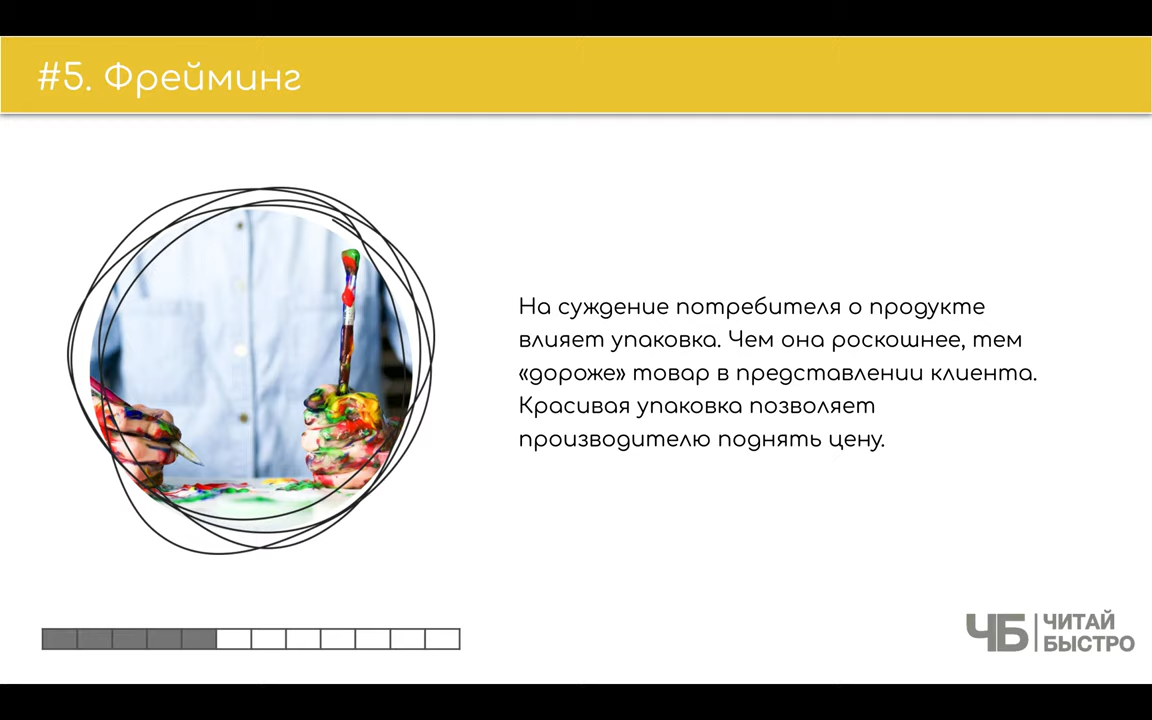 #5. Фрейминг
На суждение потребителя о продукте
влияет упаковка. Чем она роскошнее, тем
«дороже» товар в представлении клиента.
Красивая упаковка позволяет
производителю поднять цену.
ЧБ
ЧИТАЙ
БЫСТРО